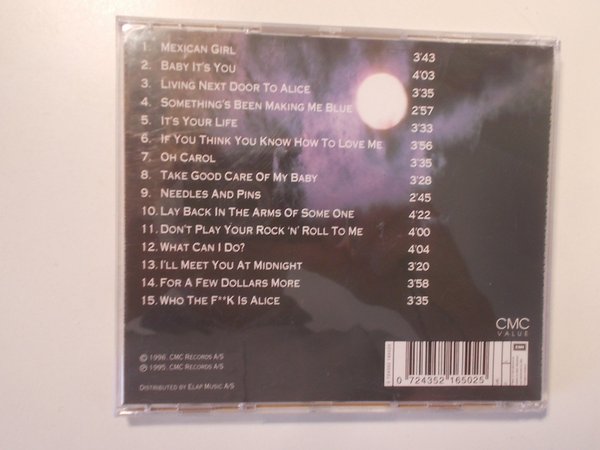 1. Mexican Girl 3'43
2. Baby It's You 4'03
3. Living Next Door To Alice 3'35
4. Something's Been Making Me Blue 2'57
5. It's Your Life 3'33
6. If You Think You Know How To Love Me 3'56
7. Oh Carol 3'35
8. Take Good Care Of My Baby 3'28
9. Needles And Pins 2'45
10. Lay Back In The Arms Of Some One 4'22
11. Don't Play Your Rock 'n' Roll To Me 4'00
12. What Can I Do? 4'04
13. I'll Meet You At Midnight 3'20
14. For A Few Dollars More 3'58
15. Who The F**k Is Alice 3'35
CMC
VALUE
© 1996. CMC Records A/S
℗ 1995. CMC Records A/S
Distributed by Elap Music A/S
0 724352 165025
EMI